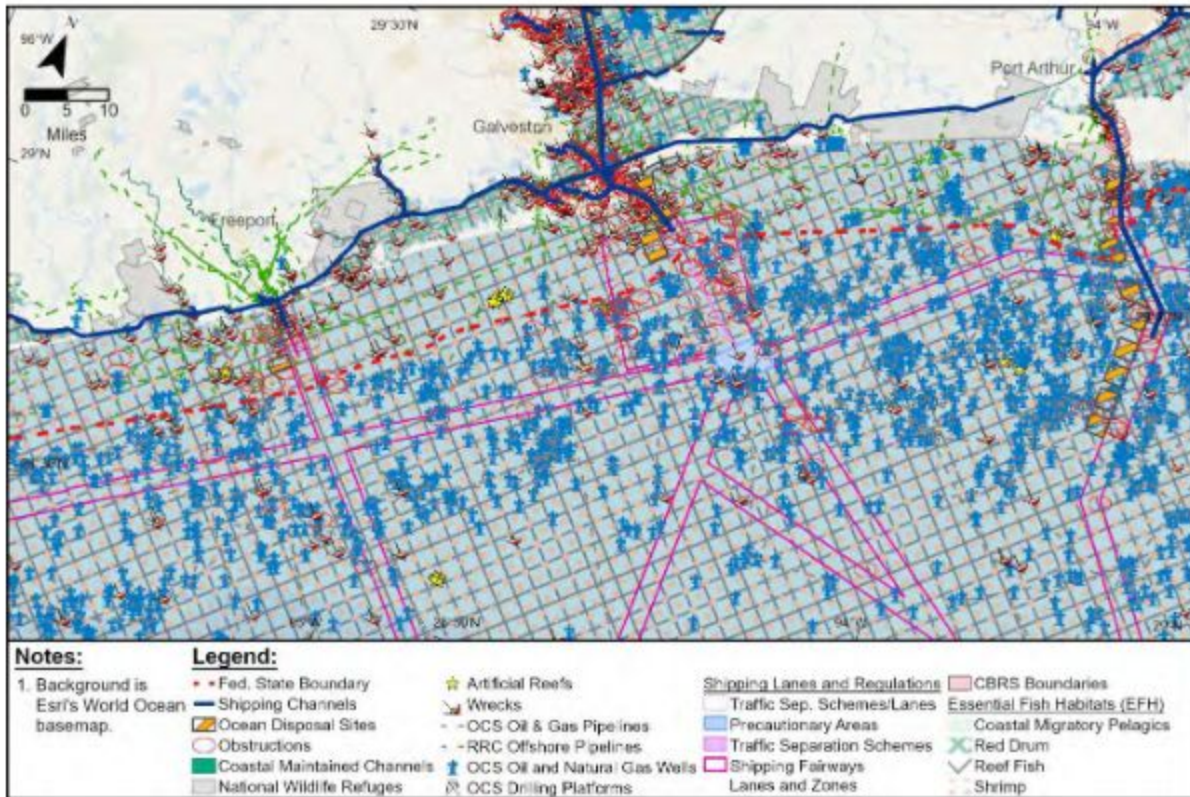 29°30'N
94°W
96°W
N
Port Arthur
0 5 10
Miles
Galveston
29°N
Freeport
94°W
Notes:
1. Background is
Esri's World Ocean
basemap.
Legend:
Fed. State Boundary
Shipping Channels
Ocean Disposal Sites
Obstructions
Coastal Maintained Channels
National Wildlife Refuges
Artificial Reefs
Wrecks
OCS Oil & Gas Pipelines
RRC Offshore Pipelines
OCS Oil and Natural Gas Wells
OCS Drilling Platforms
Shipping Lanes and Regulations
Traffic Sep. Schemes/Lanes
Precautionary Areas
Traffic Separation Schemes
Shipping Fairways
Lanes and Zones
CBRS Boundaries
Essential Fish Habitats (EFH)
Coastal Migratory Pelagics
Red Drum
Reef Fish
Shrimp